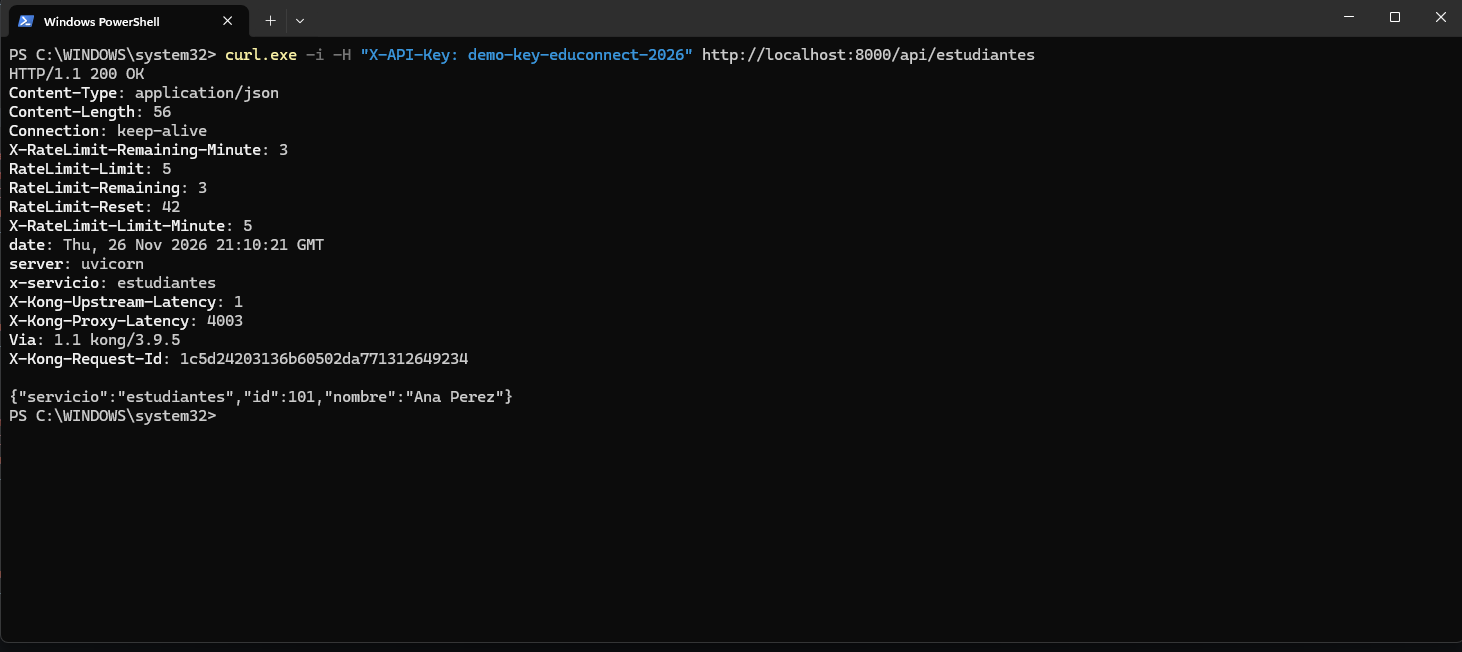 Windows PowerShell
PS C:\WINDOWS\system32> curl.exe -i -H "X-API-Key: demo-key-educonnect-2026" http://localhost:8000/api/estudiantes
HTTP/1.1 200 OK
Content-Type: application/json
Content-Length: 56
Connection: keep-alive
X-RateLimit-Remaining-Minute: 3
RateLimit-Limit: 5
RateLimit-Remaining: 3
RateLimit-Reset: 42
X-RateLimit-Limit-Minute: 5
date: Thu, 26 Nov 2026 21:10:21 GMT
server: uvicorn
x-servicio: estudiantes
X-Kong-Upstream-Latency: 1
X-Kong-Proxy-Latency: 4003
Via: 1.1 kong/3.9.5
X-Kong-Request-Id: 1c5d24203136b60502da771312649234
{"servicio":"estudiantes","id":101,"nombre":"Ana Perez"}
PS C:\WINDOWS\system32>